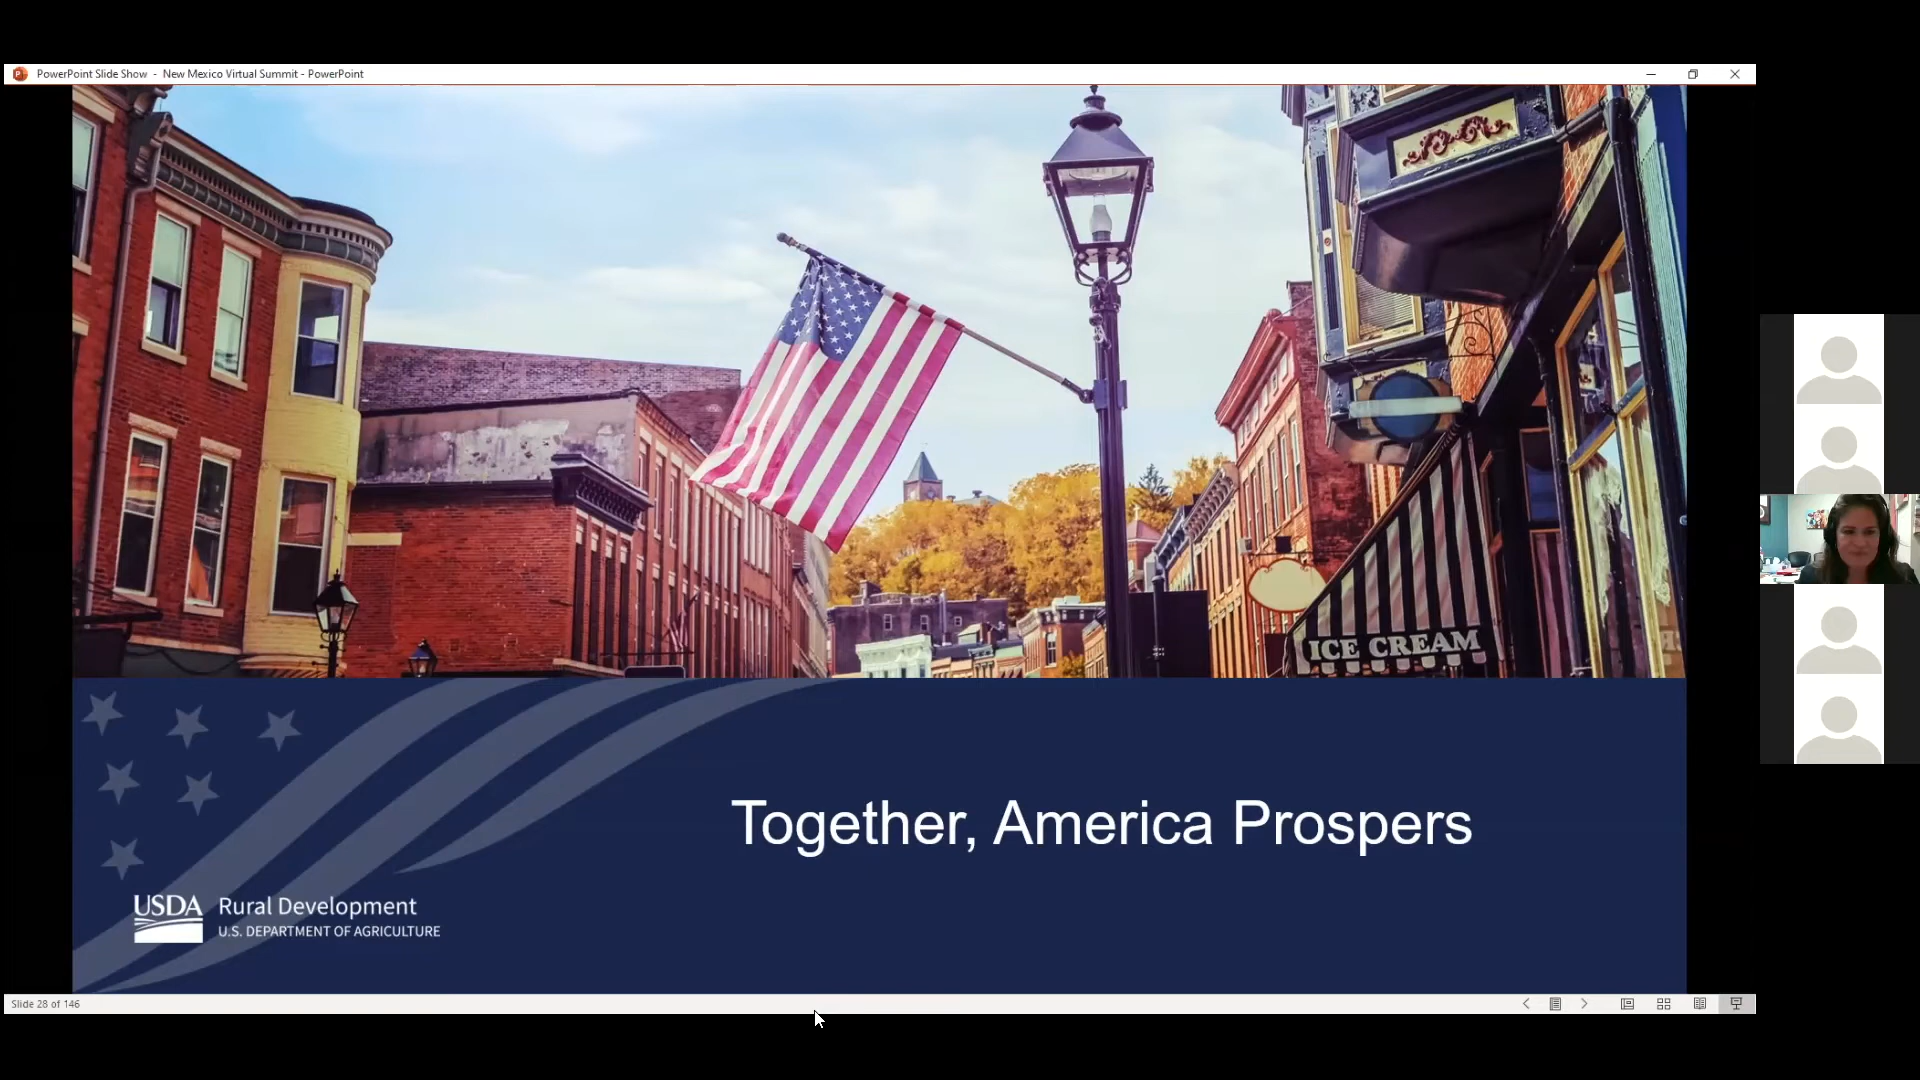 PowerPoint Slide Show - New Mexico Virtual Summit - PowerPoint
ICE CREAM
Together, America Prospers
USDA Rural Development
U.S. DEPARTMENT OF AGRICULTURE
Slide 28 of 146